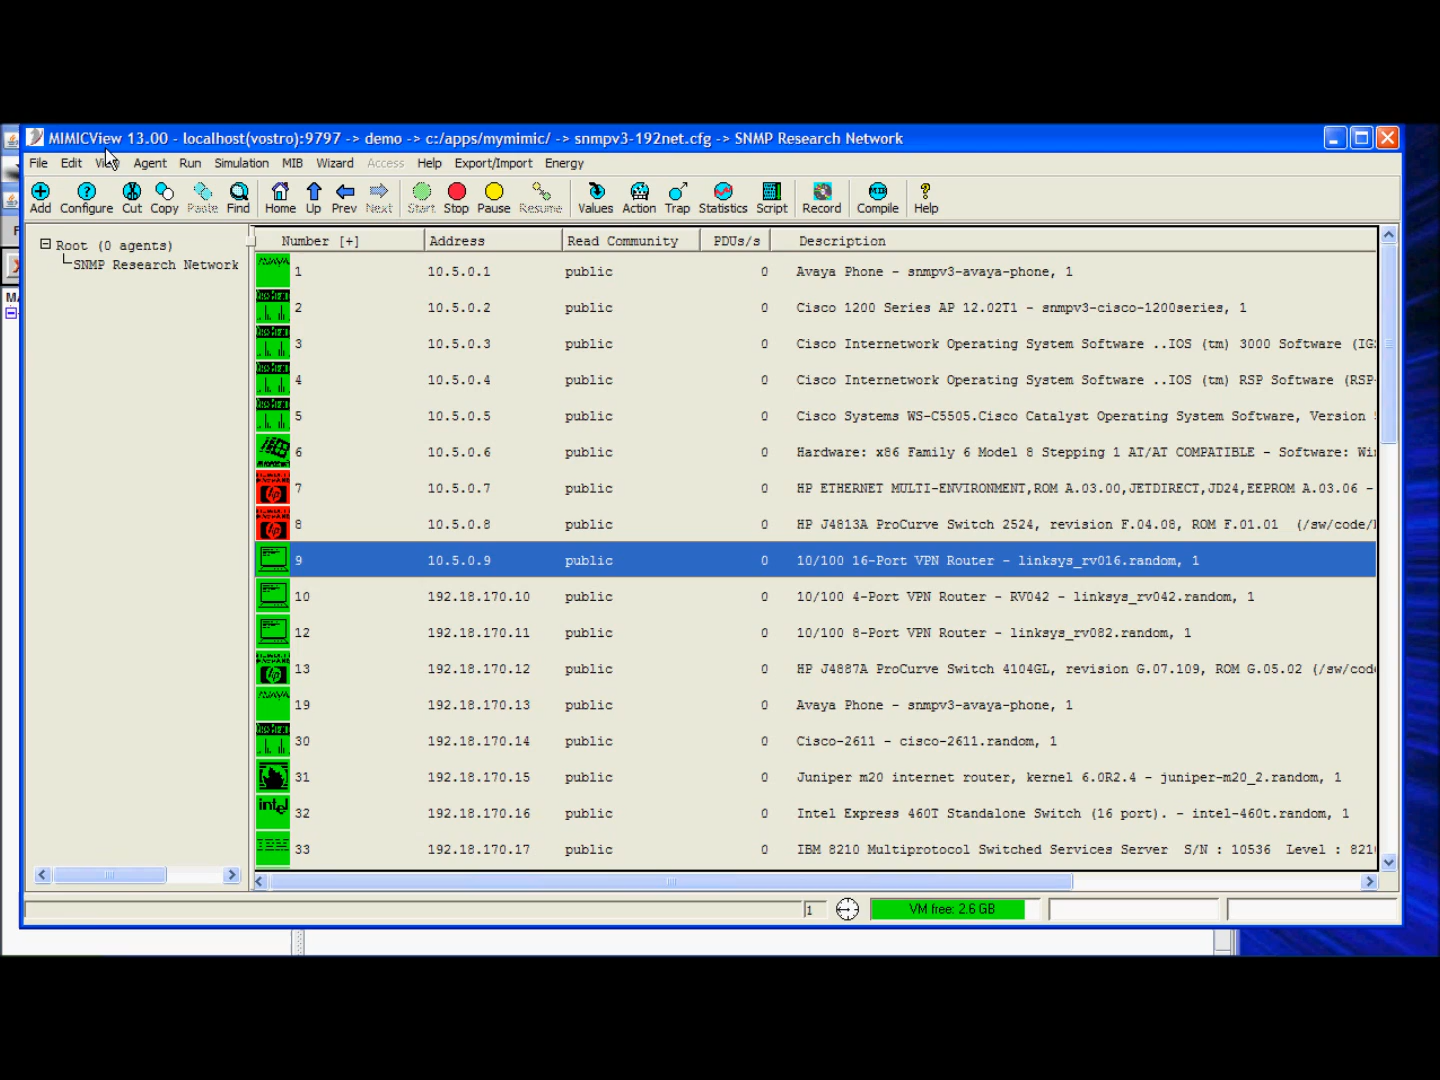 MIMICView 13.00 - localhost(vostro):9797 -> demo -> c:/apps/mymimic/ -> snmpv3-192net.cfg -> SNMP Research Network
File Edit Agent Run Simulation MIB Wizard Access Help Export/Import Energy
Add Configure Cut Copy Paste Find Home Up Prev Next Start Stop Pause Resume Values Action Trap Statistics Script Record Compile Help
Root (0 agents)
SNMP Research Network
Number [+] Address Read Community PDUs/s Description
1 10.5.0.1 public 0 Avaya Phone - snmpv3-avaya-phone, 1
2 10.5.0.2 public 0 Cisco 1200 Series AP 12.02T1 - snmpv3-cisco-1200series, 1
3 10.5.0.3 public 0 Cisco Internetwork Operating System Software ..IOS (tm) 3000 Software (IG
4 10.5.0.4 public 0 Cisco Internetwork Operating System Software ..IOS (tm) RSP Software (RSP-
5 10.5.0.5 public 0 Cisco Systems WS-C5505.Cisco Catalyst Operating System Software, Version
6 10.5.0.6 public 0 Hardware: x86 Family 6 Model 8 Stepping 1 AT/AT COMPATIBLE - Software: Wi
7 10.5.0.7 public 0 HP ETHERNET MULTI-ENVIRONMENT,ROM A.03.00,JETDIRECT,JD24,EEPROM A.03.06 -
8 10.5.0.8 public 0 HP J4813A ProCurve Switch 2524, revision F.04.08, ROM F.01.01 (/sw/code/
9 10.5.0.9 public 0 10/100 16-Port VPN Router - linksys_rv016.random, 1
10 192.18.170.10 public 0 10/100 4-Port VPN Router - RV042 - linksys_rv042.random, 1
12 192.18.170.11 public 0 10/100 8-Port VPN Router - linksys_rv082.random, 1
13 192.18.170.12 public 0 HP J4887A ProCurve Switch 4104GL, revision G.07.109, ROM G.05.02 (/sw/cod
19 192.18.170.13 public 0 Avaya Phone - snmpv3-avaya-phone, 1
30 192.18.170.14 public 0 Cisco-2611 - cisco-2611.random, 1
31 192.18.170.15 public 0 Juniper m20 internet router, kernel 6.0R2.4 - juniper-m20_2.random, 1
intel 32 192.18.170.16 public 0 Intel Express 460T Standalone Switch (16 port). - intel-460t.random, 1
IBM 33 192.18.170.17 public 0 IBM 8210 Multiprotocol Switched Services Server S/N : 10536 Level : 821
1 VM free: 2.6 GB